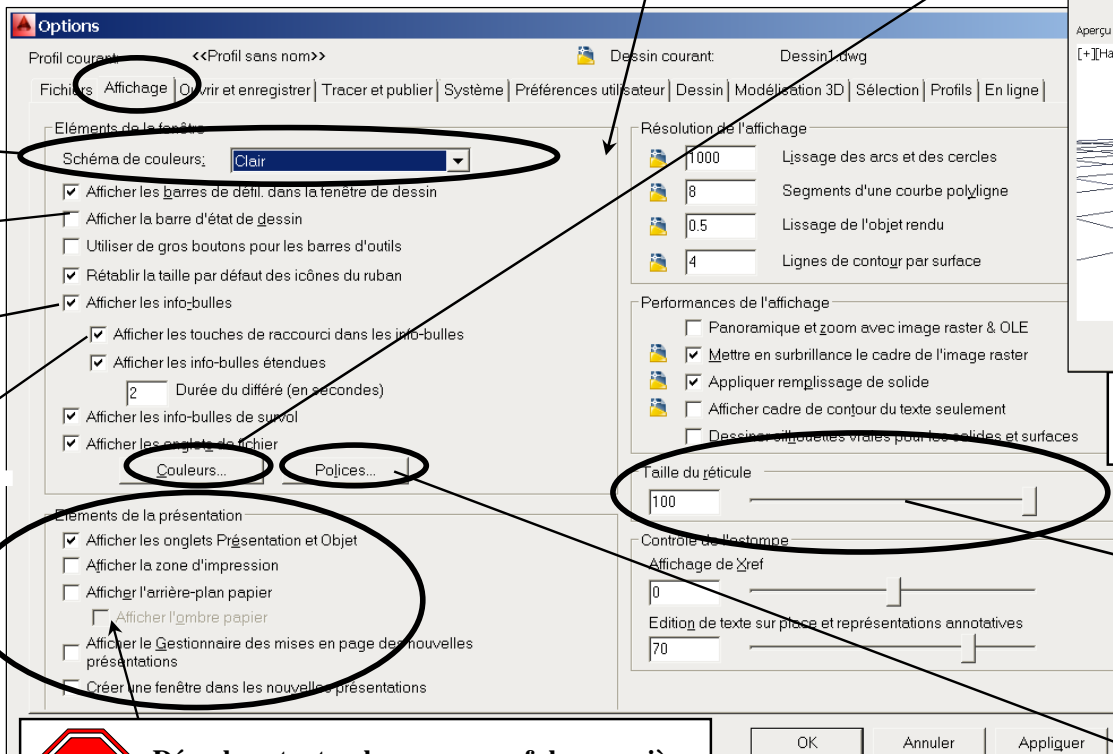 Options
Profil courant: <<Profil sans nom>> Dessin courant: Dessin1.dwg
Fichiers Affichage Ouvrir et enregistrer Tracer et publier Système Préférences utilisateur Dessin Modélisation 3D Sélection Profils En ligne
Eléments de la fenêtre
Schéma de couleurs: Clair
Afficher les barres de défil. dans la fenêtre de dessin
Afficher la barre d'état de dessin
Utiliser de gros boutons pour les barres d'outils
Rétablir la taille par défaut des icônes du ruban
Afficher les info-bulles
Afficher les touches de raccourci dans les info-bulles
Afficher les info-bulles étendues
2 Durée du différé (en secondes)
Afficher les info-bulles de survol
Afficher les onglets de fichier
Couleurs... Polices...
Eléments de la présentation
Afficher les onglets Présentation et Objet
Afficher la zone d'impression
Afficher l'arrière-plan papier
Afficher l'ombre papier
Afficher le Gestionnaire des mises en page des nouvelles
présentations
Créer une fenêtre dans les nouvelles présentations
Résolution de l'affichage
1000 Lissage des arcs et des cercles
8 Segments d'une courbe polyligne
0.5 Lissage de l'objet rendu
4 Lignes de contour par surface
Performances de l'affichage
Panoramique et zoom avec image raster & OLE
Mettre en surbrillance le cadre de l'image raster
Appliquer remplissage de solide
Afficher cadre de contour du texte seulement
Dessiner silhouettes vraies pour les solides et surfaces
Taille du réticule
100
Contrôle de l'estompe
Affichage de Xref
0
Edition de texte sur place et représentations annotatives
70
OK Annuler Appliquer
Aperçu
[+][Ha